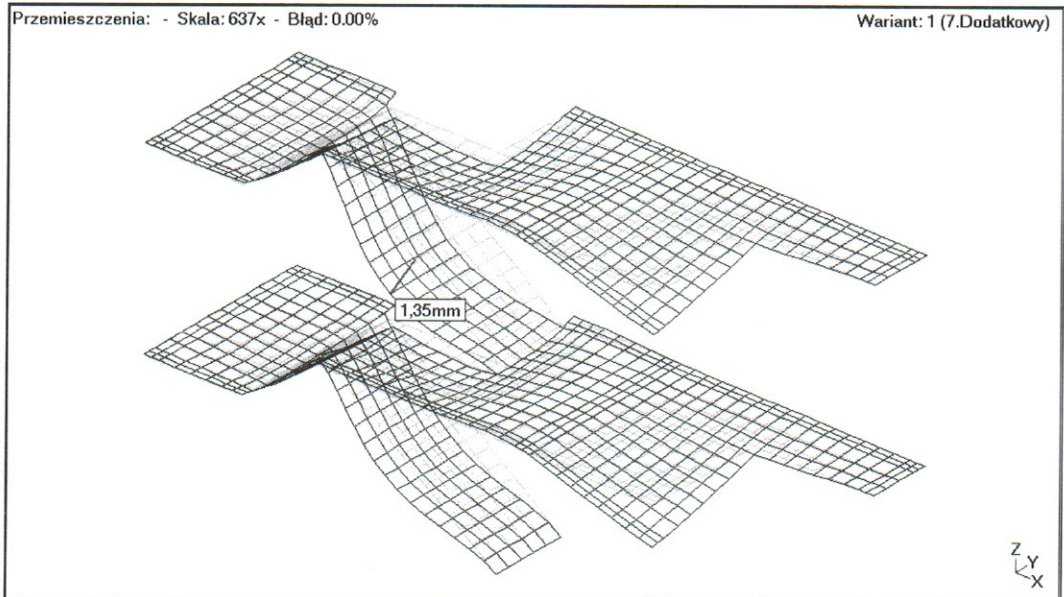 Przemieszczenia: - Skala: 637x - Błąd: 0.00%
Wariant: 1 (7.Dodatkowy)
1,35mm
Z
Y
X